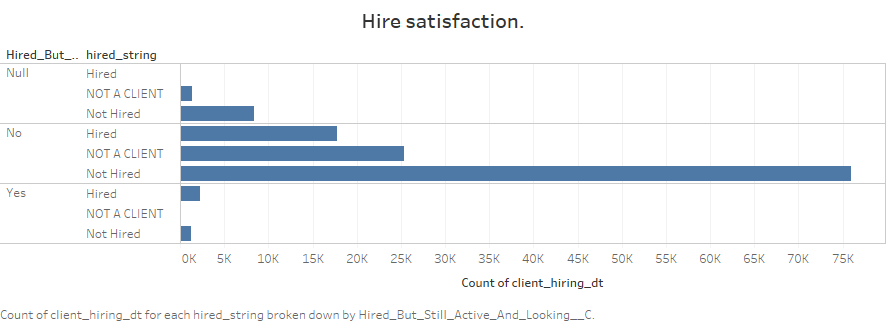 Hire satisfaction.
Hired_But_.. hired_string
Null Hired
NOT A CLIENT
Not Hired
No Hired
NOT A CLIENT
Not Hired
Yes Hired
NOT A CLIENT
Not Hired
0K 5K 10K 15K 20K 25K 30K 35K 40K 45K 50K 55K 60K 65K 70K 75K
Count of client_hiring_dt
Count of client_hiring_dt for each hired_string broken down by Hired_But_Still_Active_And_Looking__C.